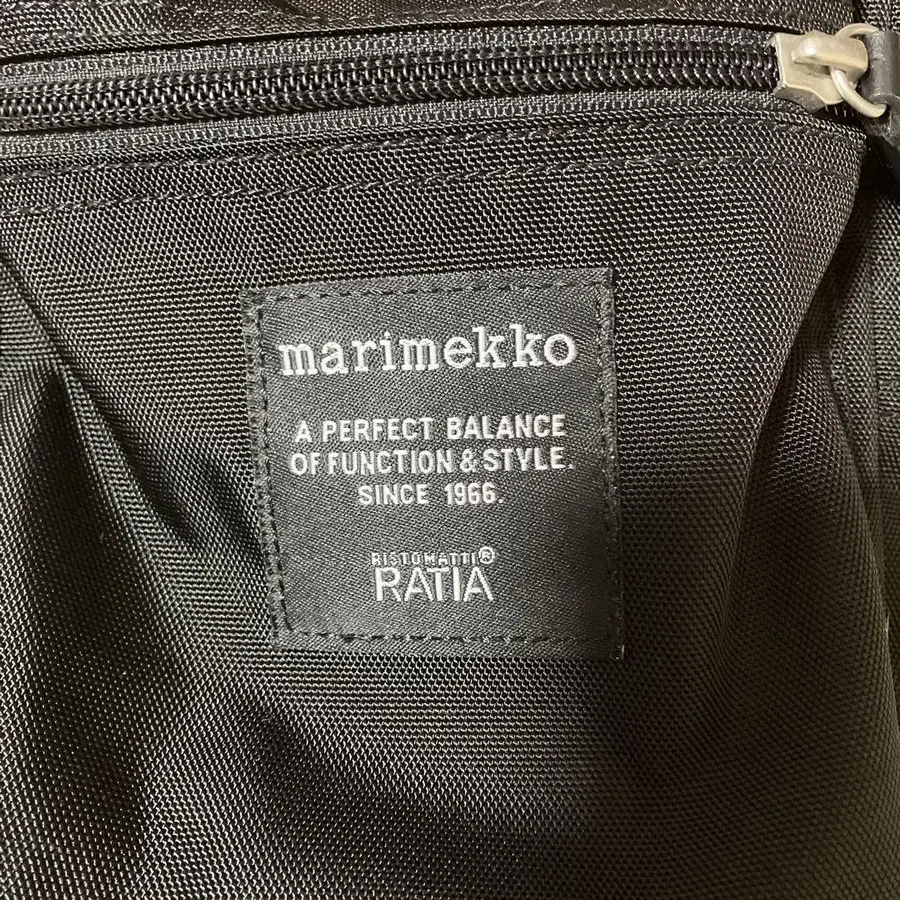 marimekko
A PERFECT BALANCE
OF FUNCTION & STYLE.
SINCE 1966.
RISTOMATTI®
RATIA